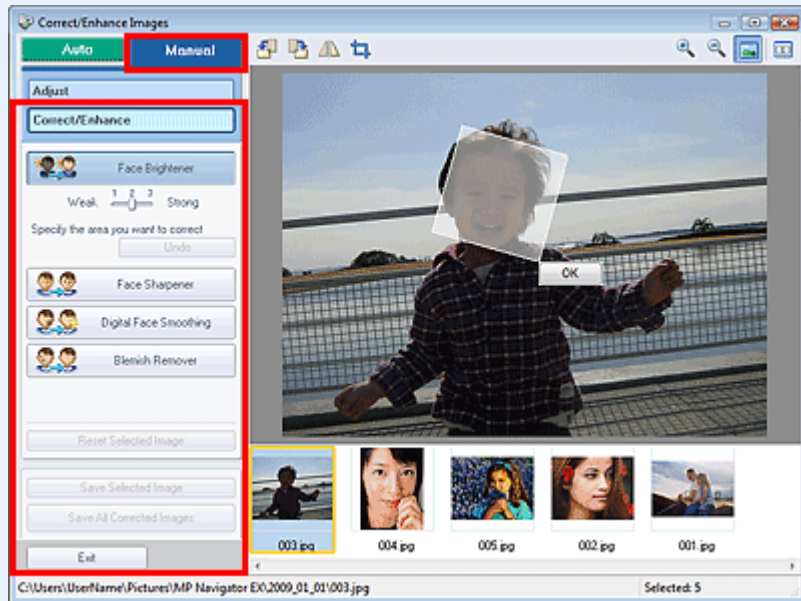 Correct/Enhance Images
Auto Manual
Adjust
Correct/Enhance
Face Brightener
1 2 3
Weak Strong
Specify the area you want to correct
Undo
OK
Face Sharpener
Digital Face Smoothing
Blemish Remover
Reset Selected Image
Save Selected Image
Save All Corrected Images
Exit
003.jpg 004.jpg 005.jpg 002.jpg 001.jpg
C:\Users\UserName\Pictures\MP Navigator EX\2009_01_01\003.jpg Selected: 5